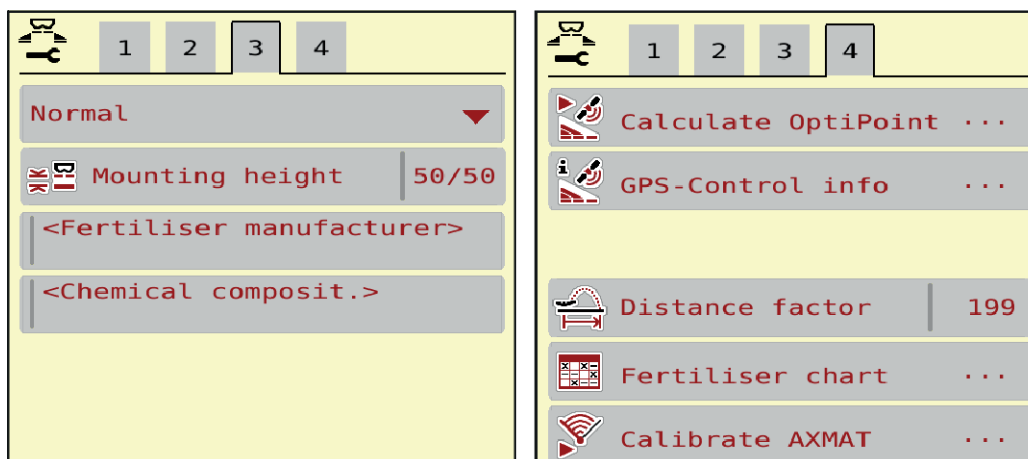 1 2 3 4
Normal
Mounting height 50/50
<Fertiliser manufacturer>
<Chemical composit.>
1 2 3 4
Calculate OptiPoint ...
GPS-Control info ...
Distance factor 199
Fertiliser chart ...
Calibrate AXMAT ...